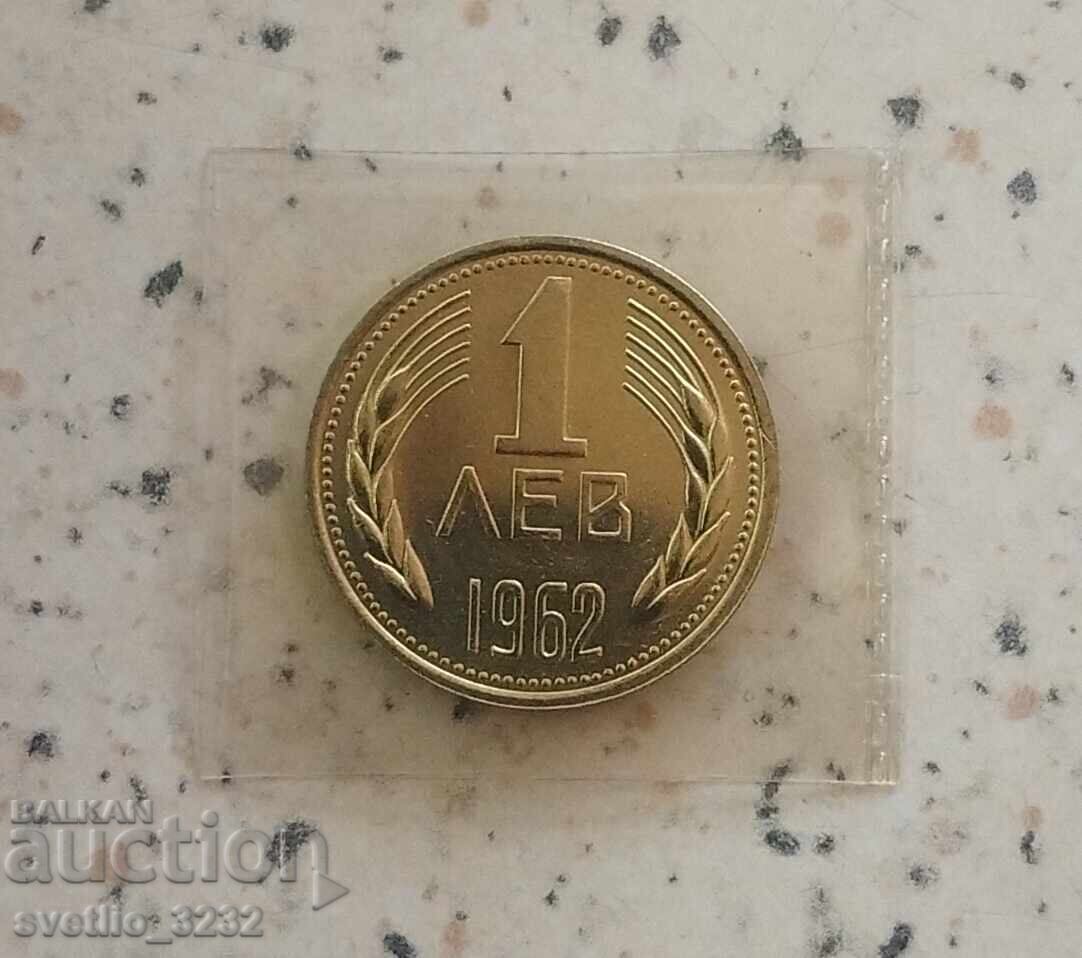 1
ЛЕВ
1962
BALKAN
auction
svetlio_3232